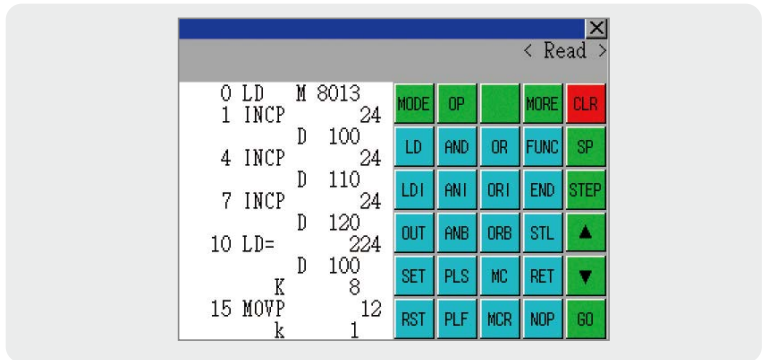 X
< Read >
0 LD M 8013
1 INCP 24
D 100
4 INCP 24
D 110
7 INCP 24
D 120
10 LD= 224
D 100
K 8
15 MOVP 12
k 1
MODE OP MORE CLR
LD AND OR FUNC SP
LDI ANI ORI END STEP
OUT ANB ORB STL ▲
SET PLS MC RET ▼
RST PLF MCR NOP GO